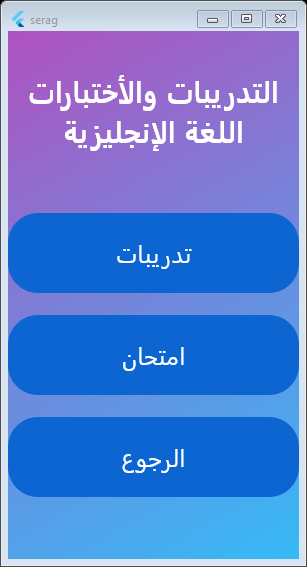 serag
التدريبات والأختبارات
اللغة الإنجليزية
تدريبات
امتحان
الرجوع